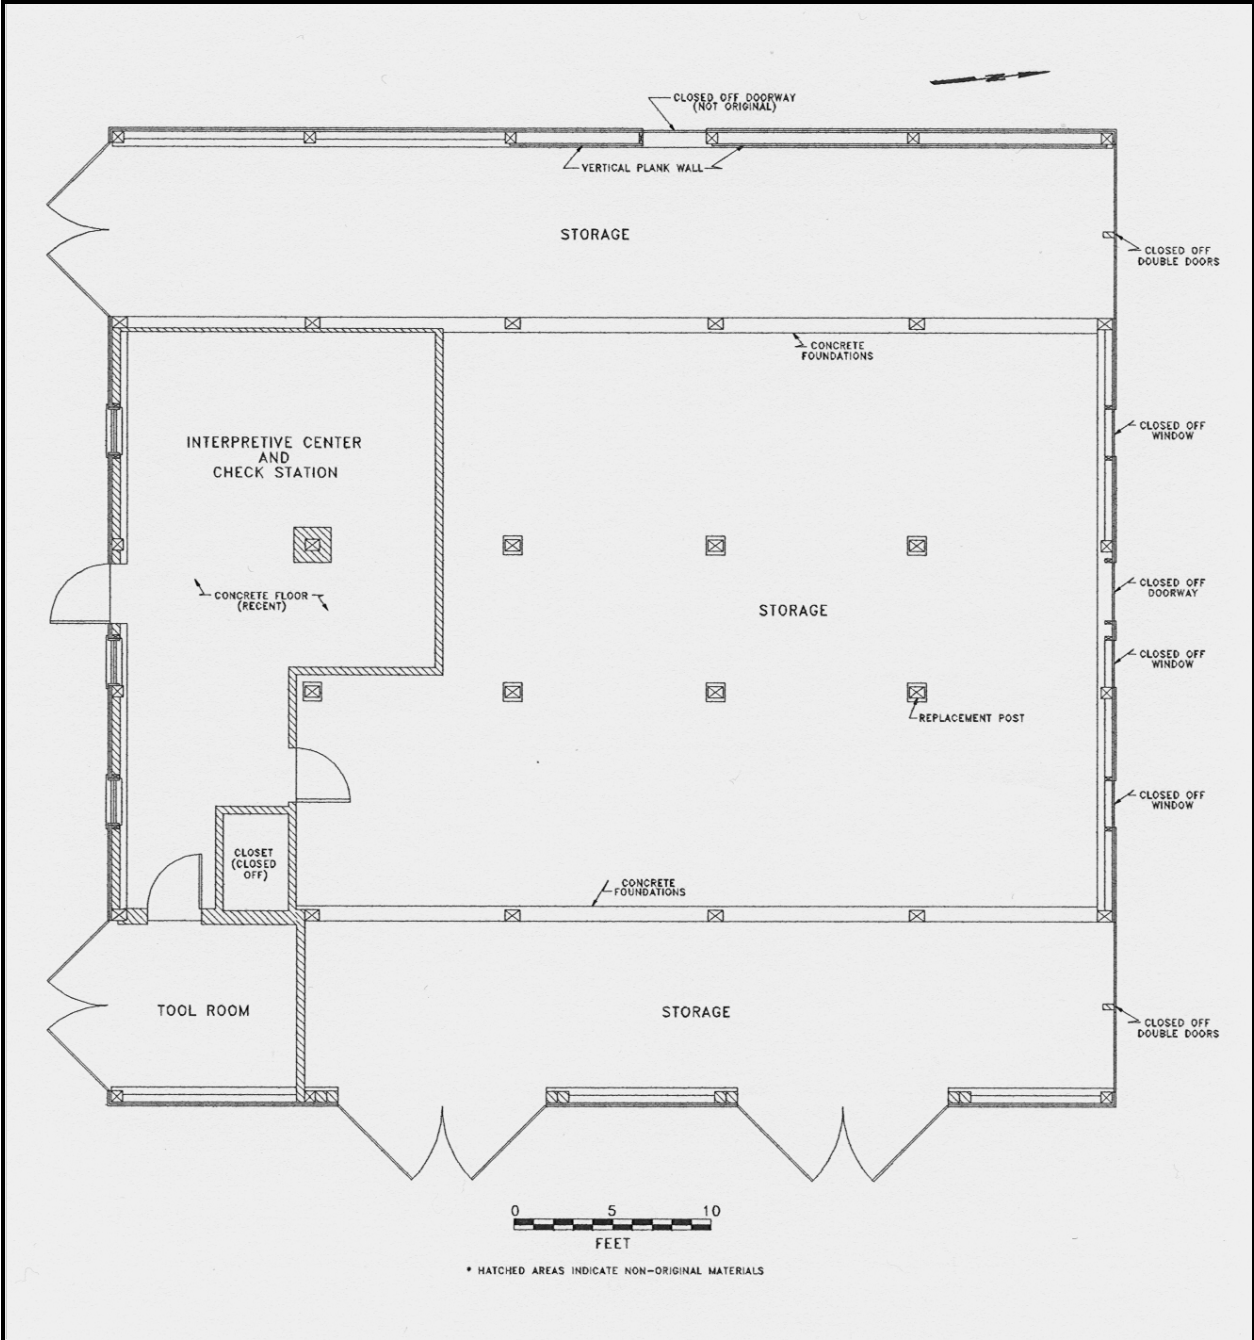 N
CLOSED OFF DOORWAY
(NOT ORIGINAL)
VERTICAL PLANK WALL
STORAGE
CLOSED OFF
DOUBLE DOORS
CONCRETE
FOUNDATIONS
INTERPRETIVE CENTER
AND
CHECK STATION
CLOSED OFF
WINDOW
CONCRETE FLOOR
(RECENT)
STORAGE
CLOSED OFF
DOORWAY
CLOSED OFF
WINDOW
REPLACEMENT POST
CLOSED OFF
WINDOW
CLOSET
(CLOSED
OFF)
CONCRETE
FOUNDATIONS
TOOL ROOM
STORAGE
CLOSED OFF
DOUBLE DOORS
0 5 10
FEET
* HATCHED AREAS INDICATE NON-ORIGINAL MATERIALS